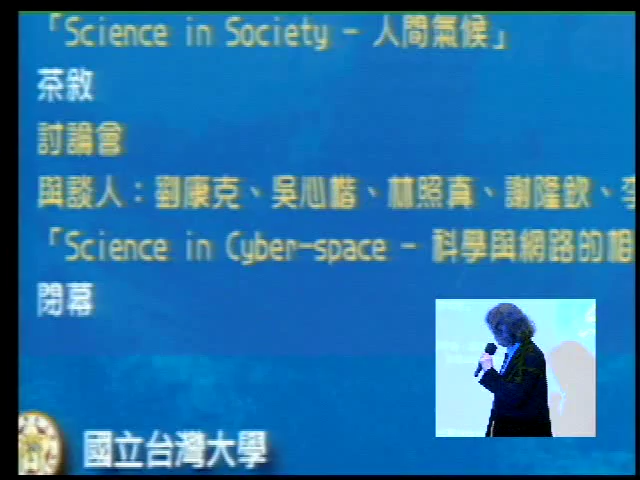 「Science in Society - 人間氣候」
茶敘
討論會
與談人：劉康克、吳心楷、林照真、謝隆欽、
「Science in Cyber-space - 科學與網路的相
閉幕
國立台灣大學